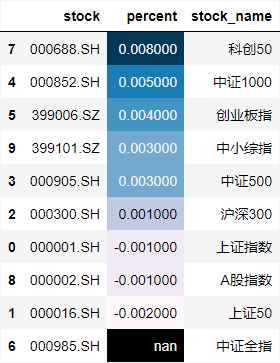 stock percent stock_name
7 000688.SH 0.008000 科创50
4 000852.SH 0.005000 中证1000
5 399006.SZ 0.004000 创业板指
9 399101.SZ 0.003000 中小综指
3 000905.SH 0.003000 中证500
2 000300.SH 0.001000 沪深300
0 000001.SH -0.001000 上证指数
8 000002.SH -0.001000 A股指数
1 000016.SH -0.002000 上证50
6 000985.SH nan 中证全指